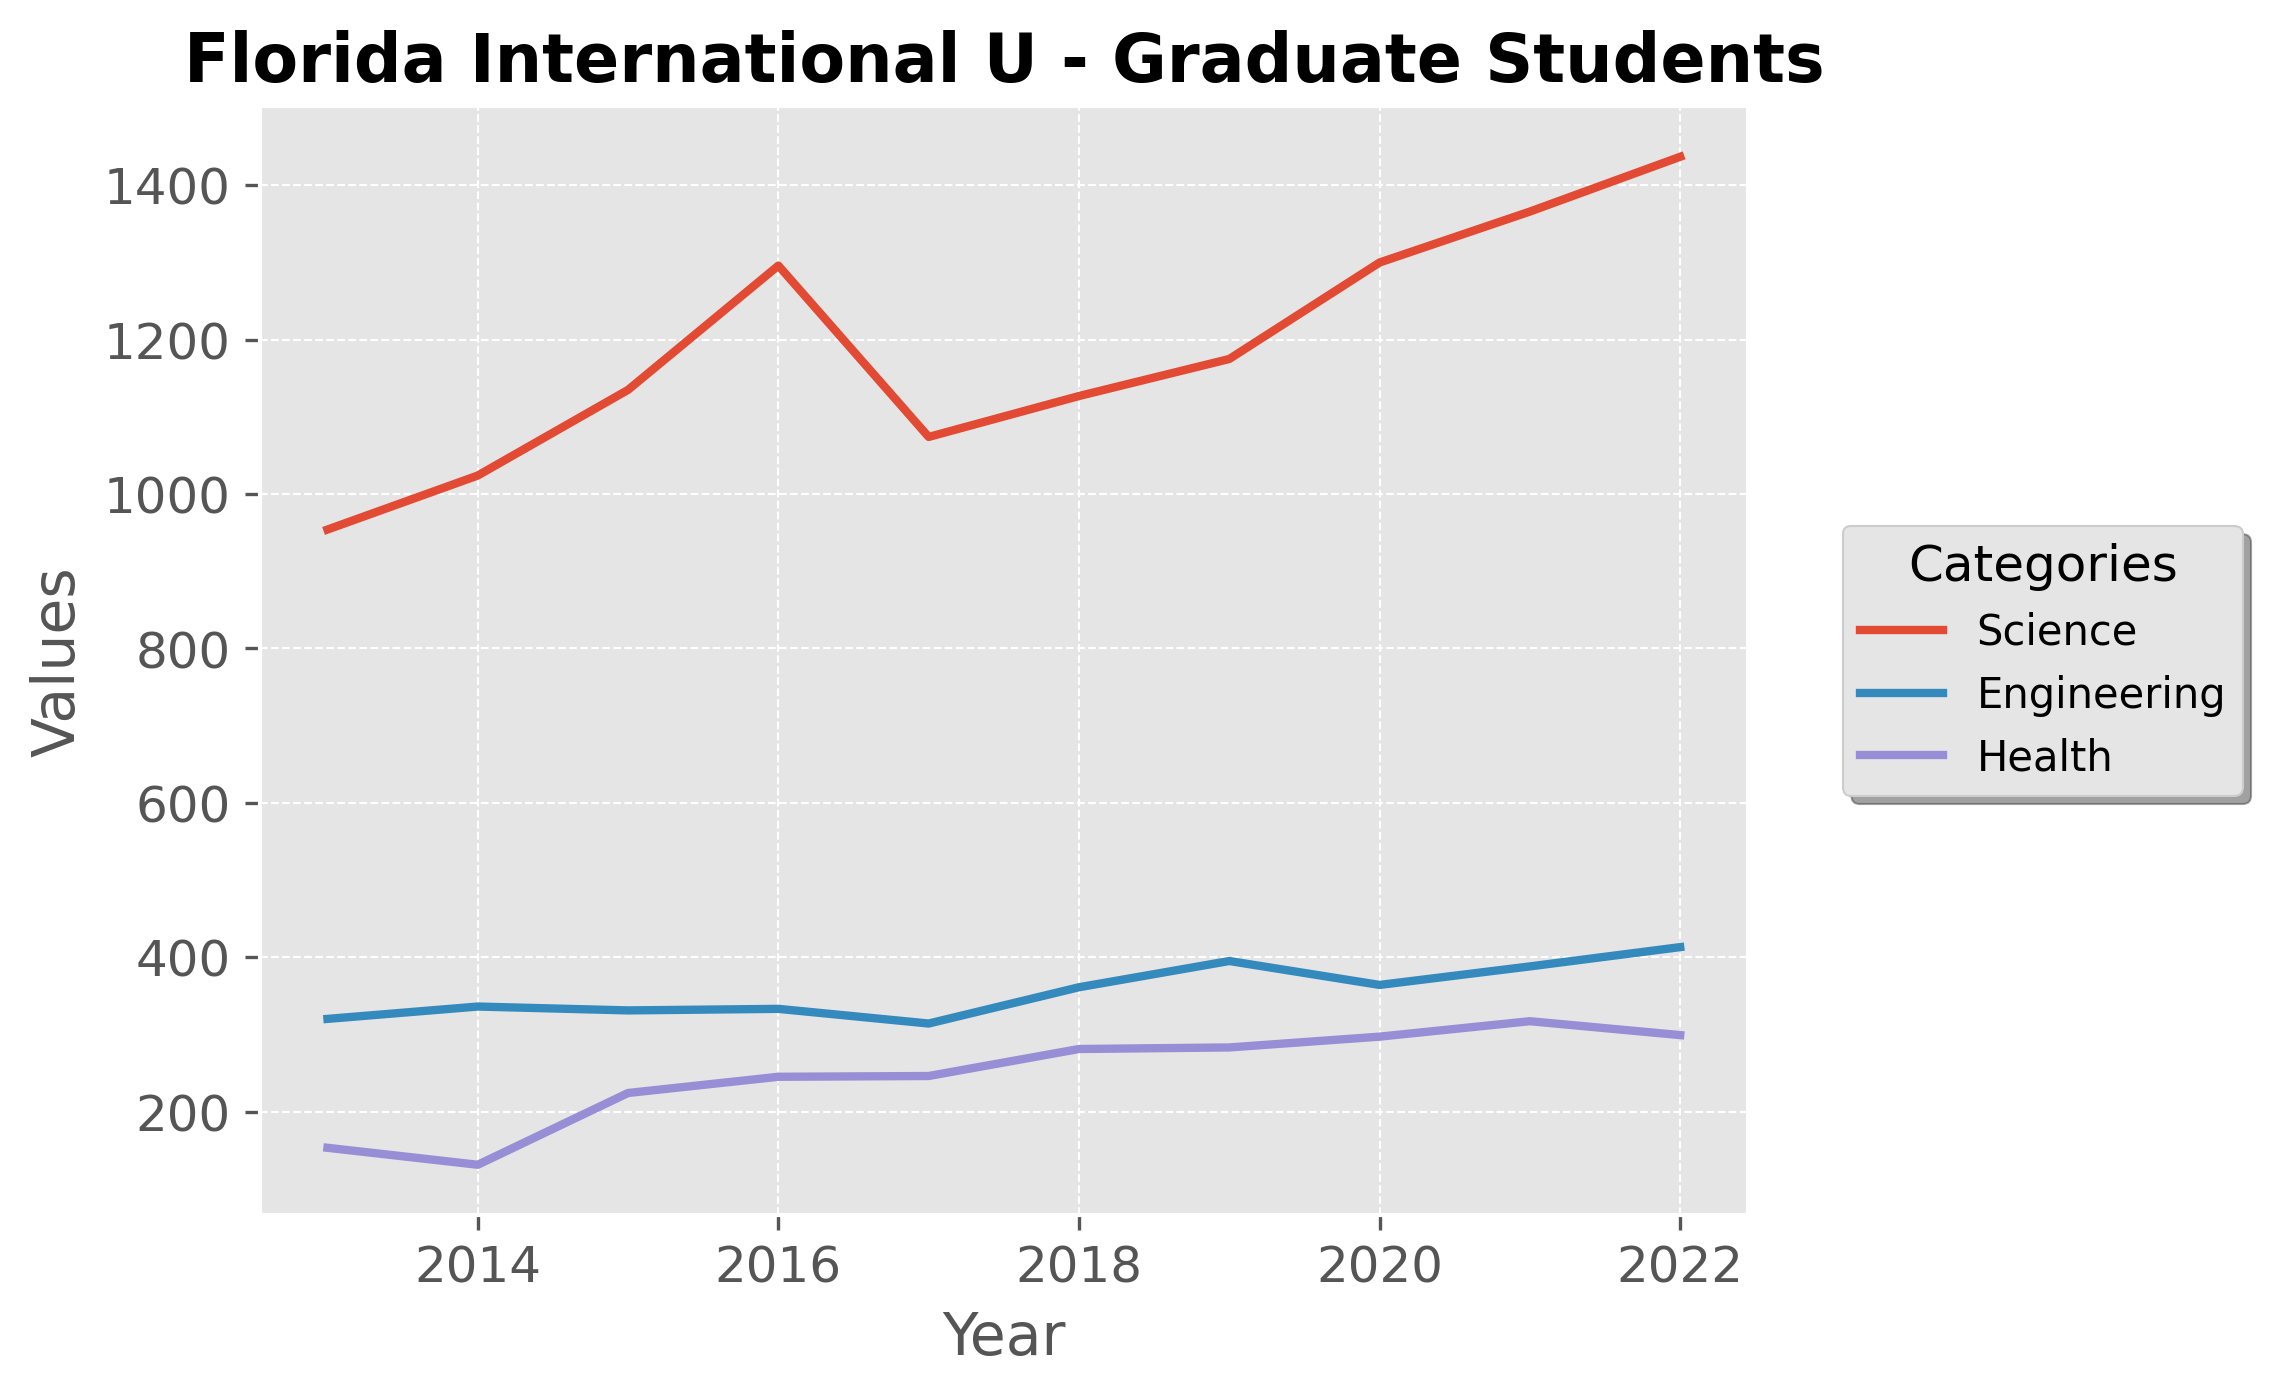 Florida International U - Graduate Students
1400
1200
1000
800
600
400
200
Values
2014
2016
2018
2020
2022
Year
Categories
Science
Engineering
Health